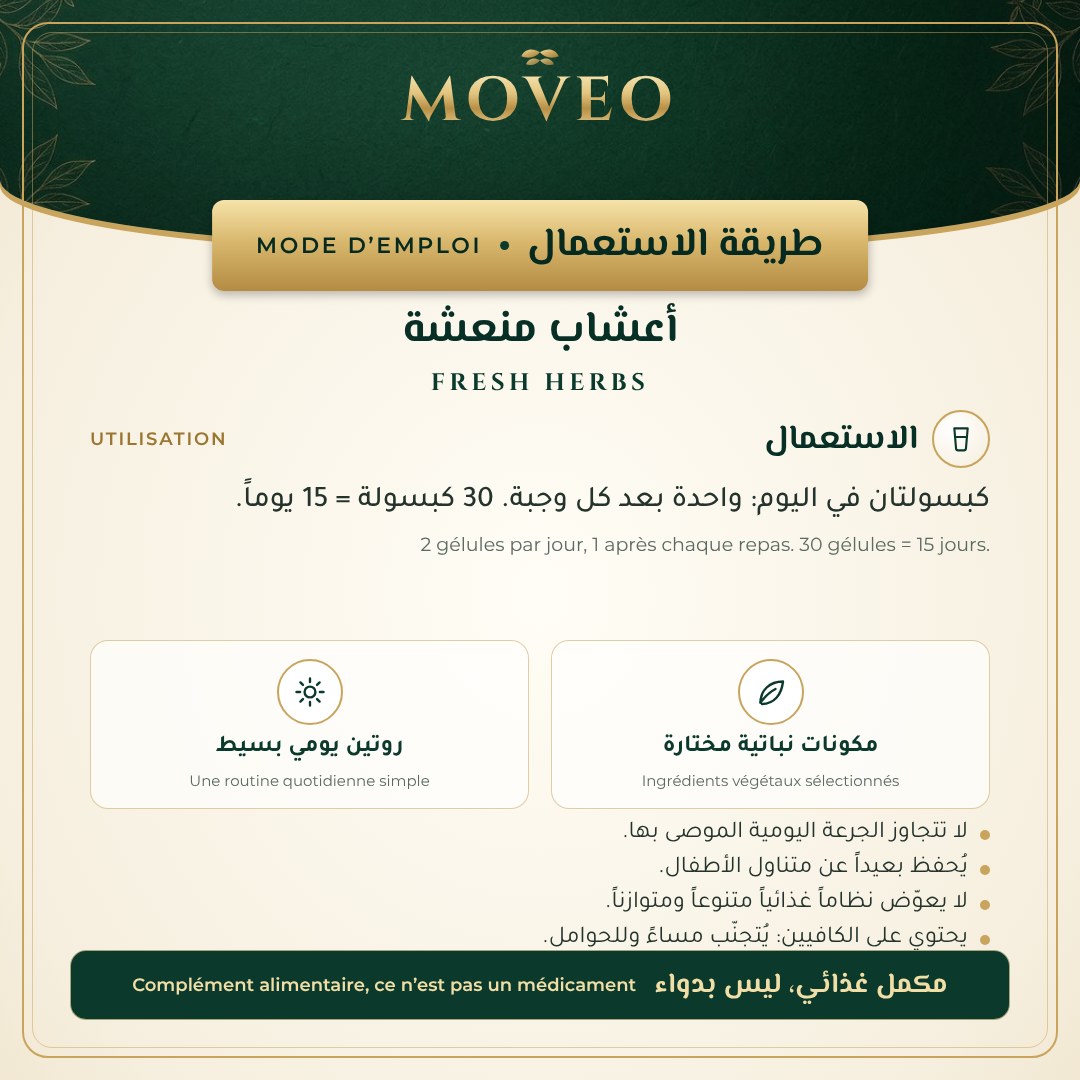 MOVEO
طريقة الاستعمال • MODE D’EMPLOI
أعشاب منعشة
FRESH HERBS
الاستعمال
UTILISATION
كبسولتان في اليوم: واحدة بعد كل وجبة. 30 كبسولة = 15 يوماً.
2 gélules par jour, 1 après chaque repas. 30 gélules = 15 jours.
مكونات نباتية مختارة
Ingrédients végétaux sélectionnés
روتين يومي بسيط
Une routine quotidienne simple
لا تتجاوز الجرعة اليومية الموصى بها.
يُحفظ بعيداً عن متناول الأطفال.
لا يعوّض نظاماً غذائياً متنوعاً ومتوازناً.
يحتوي على الكافيين: يُتجنّب مساءً وللحوامل.
مكمل غذائي، ليس بدواء Complément alimentaire, ce n’est pas un médicament